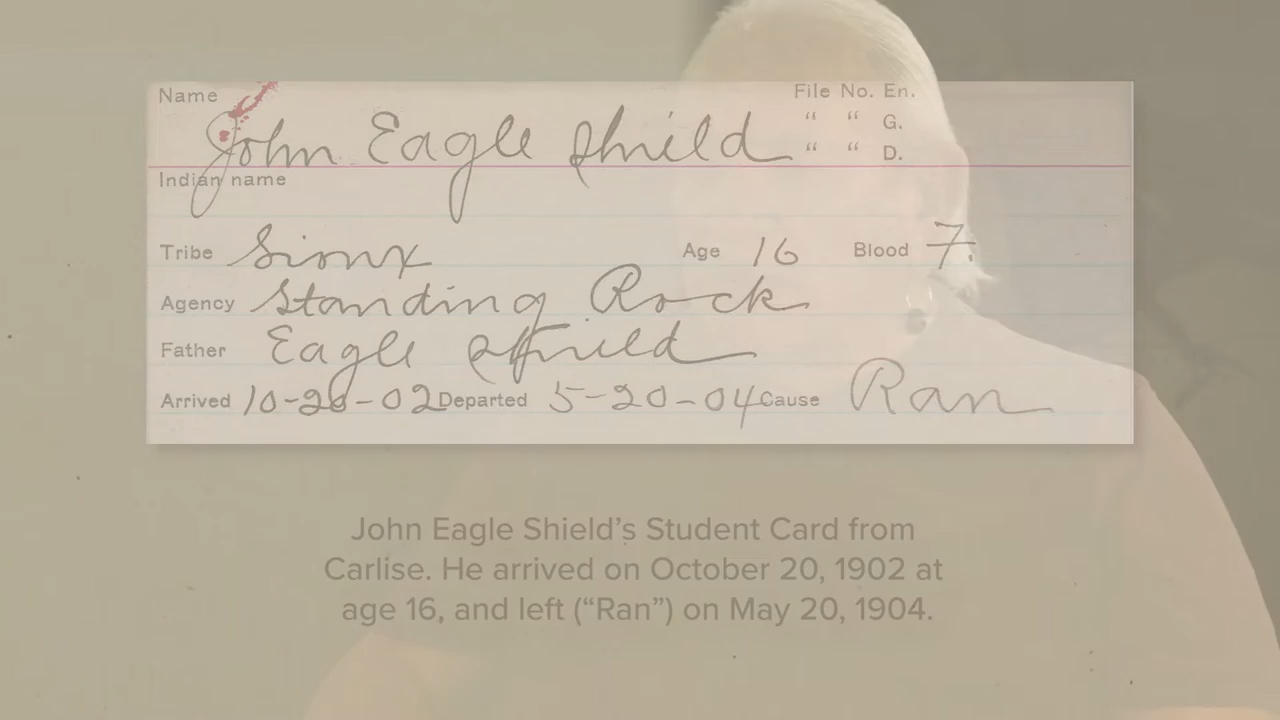 Name File No. En.
John Eagle Shield “ “ G.
“ “ D.
Indian name
Tribe Sioux Age 16 Blood 7.
Agency Standing Rock
Father Eagle Shield
Arrived 10-20-02 Departed 5-20-04 Cause Ran
John Eagle Shield’s Student Card from
Carlise. He arrived on October 20, 1902 at
age 16, and left (“Ran”) on May 20, 1904.